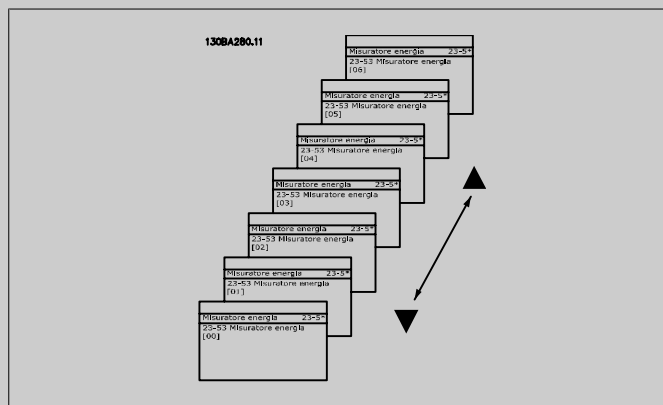 130BA280.11
Misuratore energia 23-5*
23-53 Misuratore energia
[06]
Misuratore energia 23-5*
23-53 Misuratore energia
[05]
Misuratore energia 23-5*
23-53 Misuratore energia
[04]
Misuratore energia 23-5*
23-53 Misuratore energia
[03]
Misuratore energia 23-5*
23-53 Misuratore energia
[02]
Misuratore energia 23-5*
23-53 Misuratore energia
[01]
Misuratore energia 23-5*
23-53 Misuratore energia
[00]